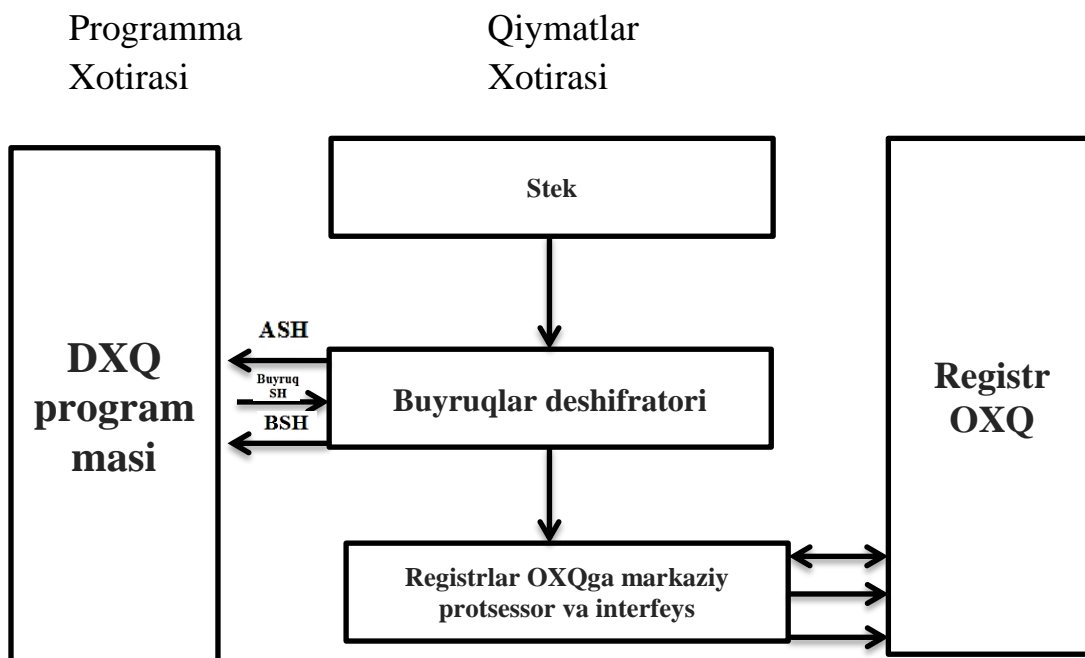 Programma
Xotirasi
Qiymatlar
Xotirasi
Stek
ASH
Buyruq
SH
BSH
DXQ
program
masi
Buyruqlar deshifratori
Registr
OXQ
Registrlar OXQga markaziy
protsessor va interfeys